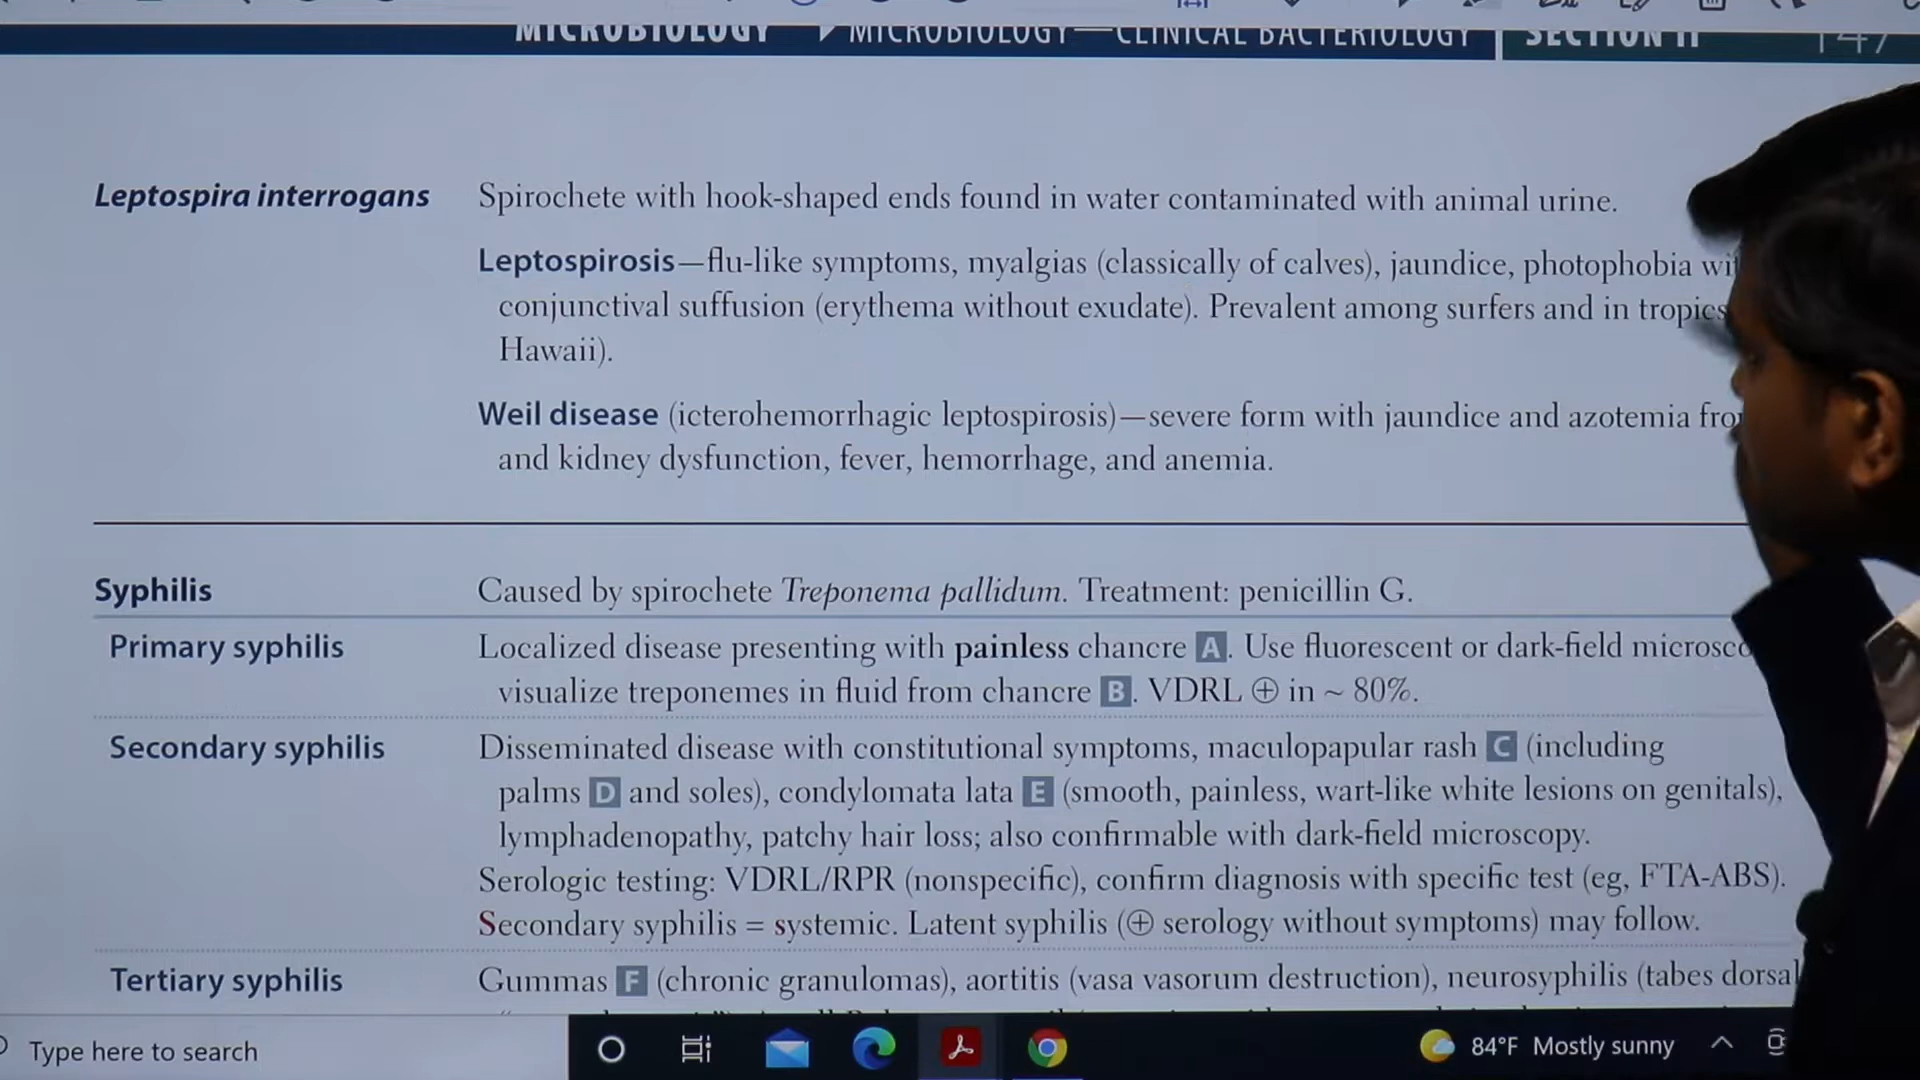 MICROBIOLOGY MICROBIOLOGY—CLINICAL BACTERIOLOGY SECTION II 147
Leptospira interrogans Spirochete with hook-shaped ends found in water contaminated with animal urine.
Leptospirosis—flu-like symptoms, myalgias (classically of calves), jaundice, photophobia
conjunctival suffusion (erythema without exudate). Prevalent among surfers and in tropics
Hawaii).
Weil disease (icterohemorrhagic leptospirosis)—severe form with jaundice and azotemia
and kidney dysfunction, fever, hemorrhage, and anemia.
Syphilis Caused by spirochete Treponema pallidum. Treatment: penicillin G.
Primary syphilis Localized disease presenting with painless chancre A. Use fluorescent or dark-field
visualize treponemes in fluid from chancre B. VDRL ⊕ in ~ 80%.
Secondary syphilis Disseminated disease with constitutional symptoms, maculopapular rash C (including
palms D and soles), condylomata lata E (smooth, painless, wart-like white lesions on genitals),
lymphadenopathy, patchy hair loss; also confirmable with dark-field microscopy.
Serologic testing: VDRL/RPR (nonspecific), confirm diagnosis with specific test (eg, FTA-ABS).
Secondary syphilis = systemic. Latent syphilis (⊕ serology without symptoms) may follow.
Tertiary syphilis Gummas F (chronic granulomas), aortitis (vasa vasorum destruction), neurosyphilis (tabes
Type here to search 84°F Mostly sunny